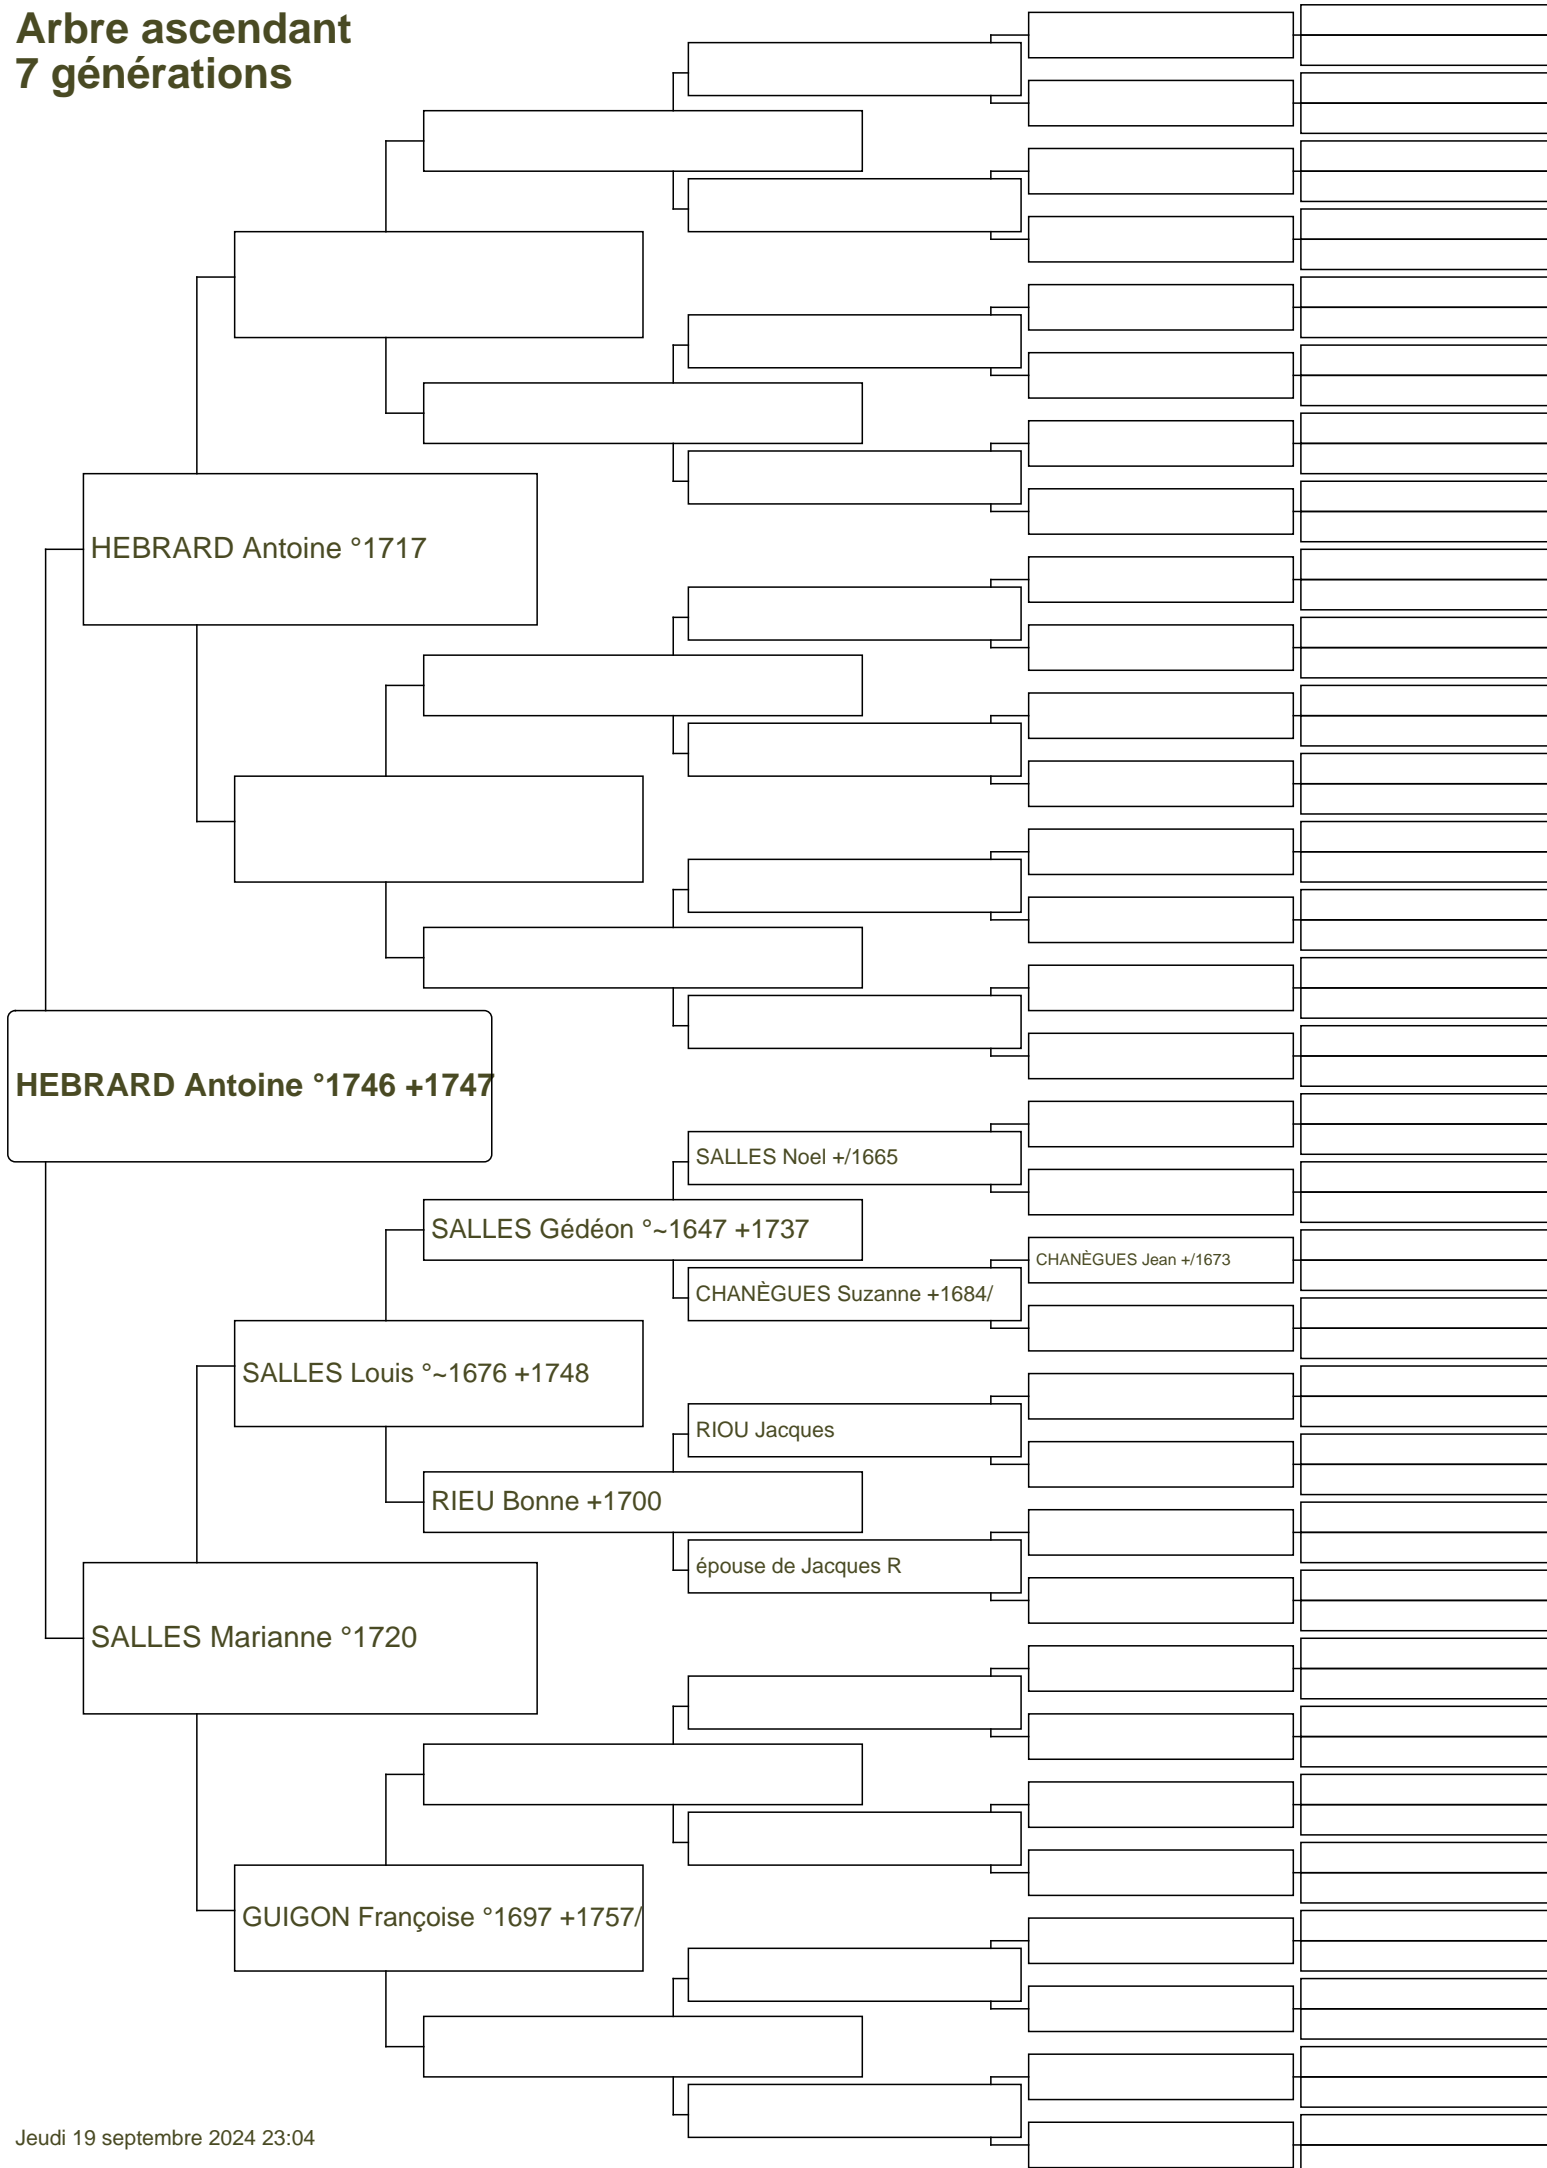 Arbre ascendant
7 générations
HEBRARD Antoine °1717
HEBRARD Antoine °1746 +1747
SALLES Noel +/1665
SALLES Gédéon °~1647 +1737
CHANÈGUES Jean +/1673
CHANÈGUES Suzanne +1684/
SALLES Louis °~1676 +1748
RIOU Jacques
RIEU Bonne +1700
épouse de Jacques R
SALLES Marianne °1720
GUIGON Françoise °1697 +1757/
Jeudi 19 septembre 2024 23:04